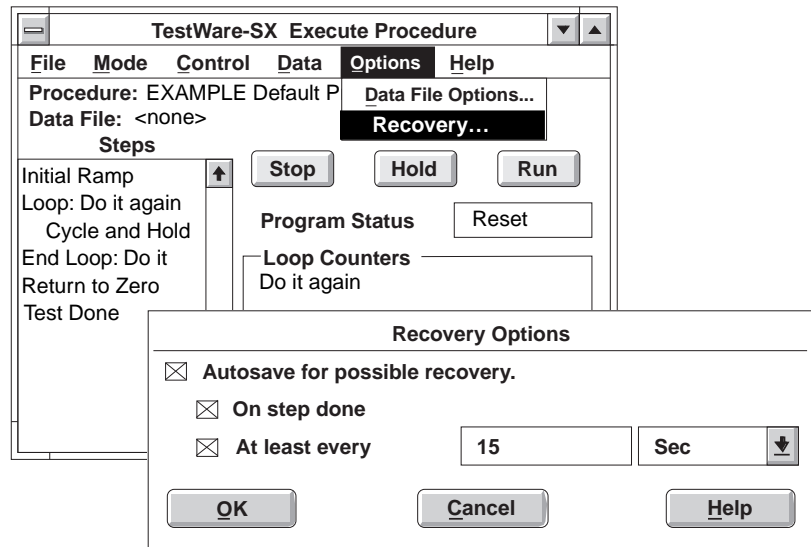 TestWare-SX Execute Procedure
File Mode Control Data Options Help
Procedure: EXAMPLE Default P
Data File Options...
Data File: <none>
Recovery...
Steps
Initial Ramp
Loop: Do it again
Cycle and Hold
End Loop: Do it
Return to Zero
Test Done
Stop Hold Run
Program Status Reset
Loop Counters
Do it again
Recovery Options
Autosave for possible recovery.
On step done
At least every 15 Sec
OK Cancel Help